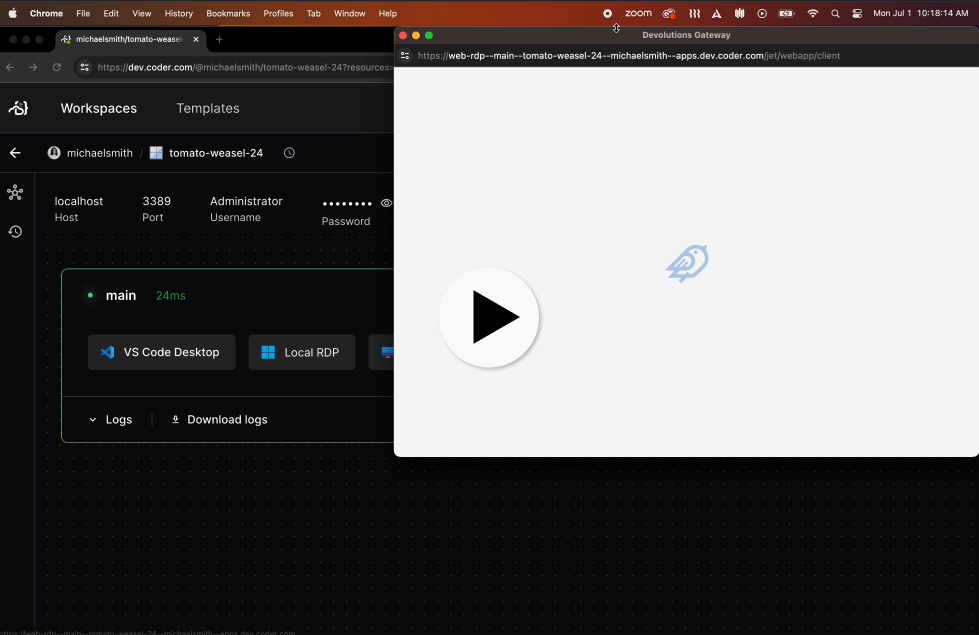 Chrome File Edit View History Bookmarks Profiles Tab Window Help zoom Mon Jul 1 10:18:14 AM
michaelsmith/tomato-weasel-
Devolutions Gateway
https://dev.coder.com/@michaelsmith/tomato-weasel-24?resources=
https://web-rdp--main--tomato-weasel-24--michaelsmith--apps.dev.coder.com/jet/webapp/client
Workspaces Templates
michaelsmith / tomato-weasel-24
localhost 3389 Administrator ••••••••
Host Port Username Password
main 24ms
VS Code Desktop Local RDP
Logs Download logs
https://web-rdp--main--tomato-weasel-24--michaelsmith--apps.dev.coder.com